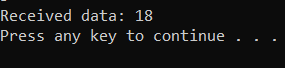 Received data: 18
Press any key to continue . . .